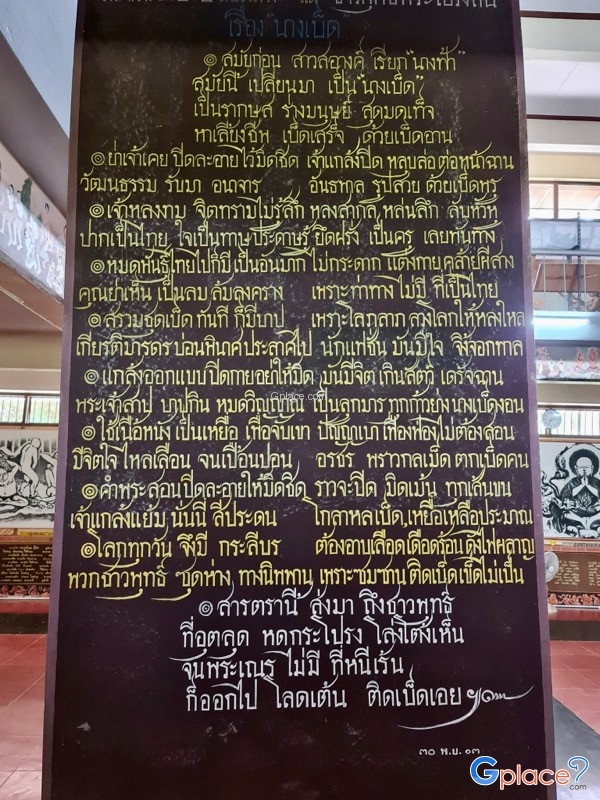 เรื่อง"นางเบ็ด"
๏ สมัยก่อน สาวสอางค์ เรียก"นางฟ้า"
สมัยนี้ เปลี่ยนมา เป็น"นางเบ็ด"
เป็นรากษส ร่างมนุษย์ สุดมดเท็จ
หาเลี้ยงชีพ เบ็ดเสร็จ ด้วยเบ็ดอาน
๏ ย่าเจ้าเคย ปิดละอายไว้มิดชิด เจ้าแกล้งปิด หลุบล่อ ต่อหน้าฉาน
วัฒนธรรม รับมา อนาจาร อันธพาล รูปสวย ด้วยเบ็ดหรู
๏ เจ้าหลงงาม จิตทรามไม่รู้สึก หลงสากล หล่นลึก ลบหัวหู
ปากเป็นไทย ใจเป็นทาษ ประดาษรู้ ยึดฝรั่ง เป็นครู เลยพันทาง
๏ หมดพันธุ์ไทยไปก็มี เป็นอันมาก ไม่กระดาก แต่งกายคล้ายผีสาง
คุณย่าเห็น เป็นลม ล้มลุงคราง เพราะท่าทาง ไม่มี ที่เป็นไทย
๏ สรวมชุดเบ็ด ทันที ก็มีบาป เพราะโลภลาภ ลวงโลกให้หลงใหล
เกียรติมารดร บ่อนพินาศ ประลาศไป นักแฟชั่น มันมีใจ จิ้งจอกพาล
๏ แกล้งออกแบบปิดกายอย่าให้มิด มันมีจิต เกินสัตว์ เดรัจฉาน
พระเจ้าสาป บาปกิน หมดวิญญาณ เป็นลูกมาร ทุกก้าวย่าง นางเบ็ดงอน
๏ ใช้เนื้อหนัง เป็นเหยื่อ เพื่อจับเขา ปัญญาเบา เฟื่องฟ่องไม่ต้องสอน
มีจิตใจ ไหลเลื่อน จนเปื่อนปอน อรชร พราวกลเม็ด ตกเบ็ดคน
๏ คำพระสอนปิดละอายให้มิดชิด ราวจะปิด มิดเม้น ทุกเส้นขน
เจ้าแกล้งแย้ม นั่นนี่ สีประดน โกลาหลเบ็ด,เหยื่อเหลือประมาณ
๏ โลกทุกวัน จึงมี กระลีบร ต้องอาบเลือดเดือดร้อนดังไฟผลาญ
พวกชาวพุทธ์ ซูดห่าง ทางนิพพาน เพราะซมซาน ติดเบ็ด เข็ดไม่เป็น
๏ สารตรานี้ ส่งมา ถึงชาวพุทธ์
ที่อุตลุด หดกระโปรง โล่งโต้งเห็น
จนพระเณร ไม่มี ที่หนีเร้น
ก็ออกไป โลดเต้น ติดเบ็ดเอย
๓๐ พ.ย. ๐๓
Gplace.com
Gplace?.com